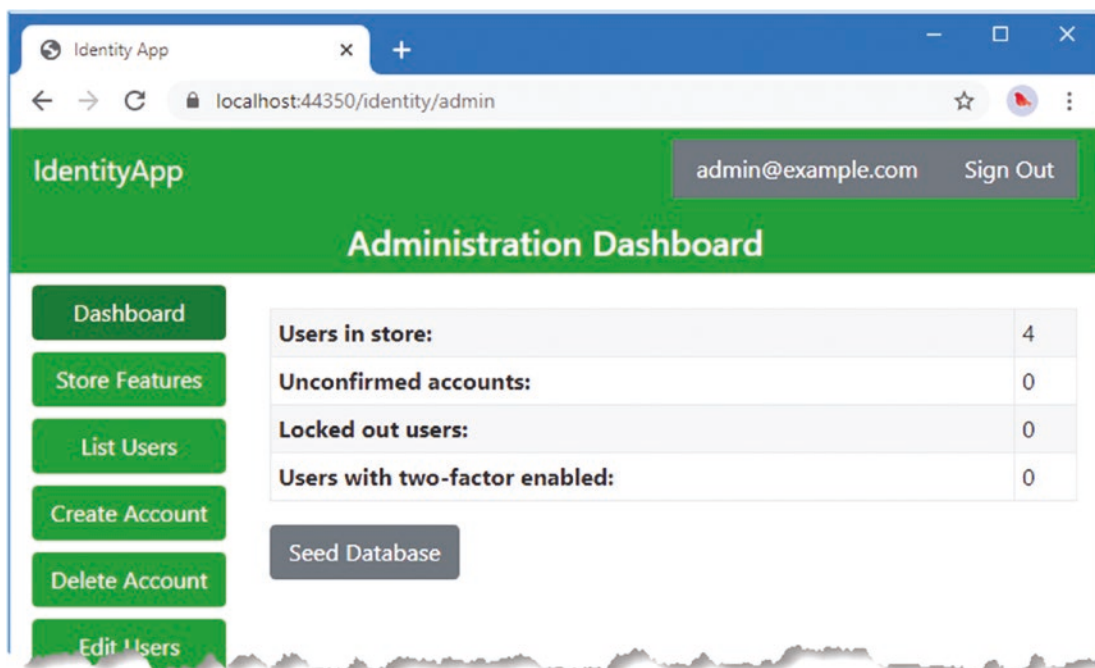 Identity App
localhost:44350/identity/admin
IdentityApp
admin@example.com Sign Out
Administration Dashboard
Dashboard
Users in store: 4
Store Features
Unconfirmed accounts: 0
Locked out users: 0
List Users
Users with two-factor enabled: 0
Create Account
Seed Database
Delete Account
Edit Users